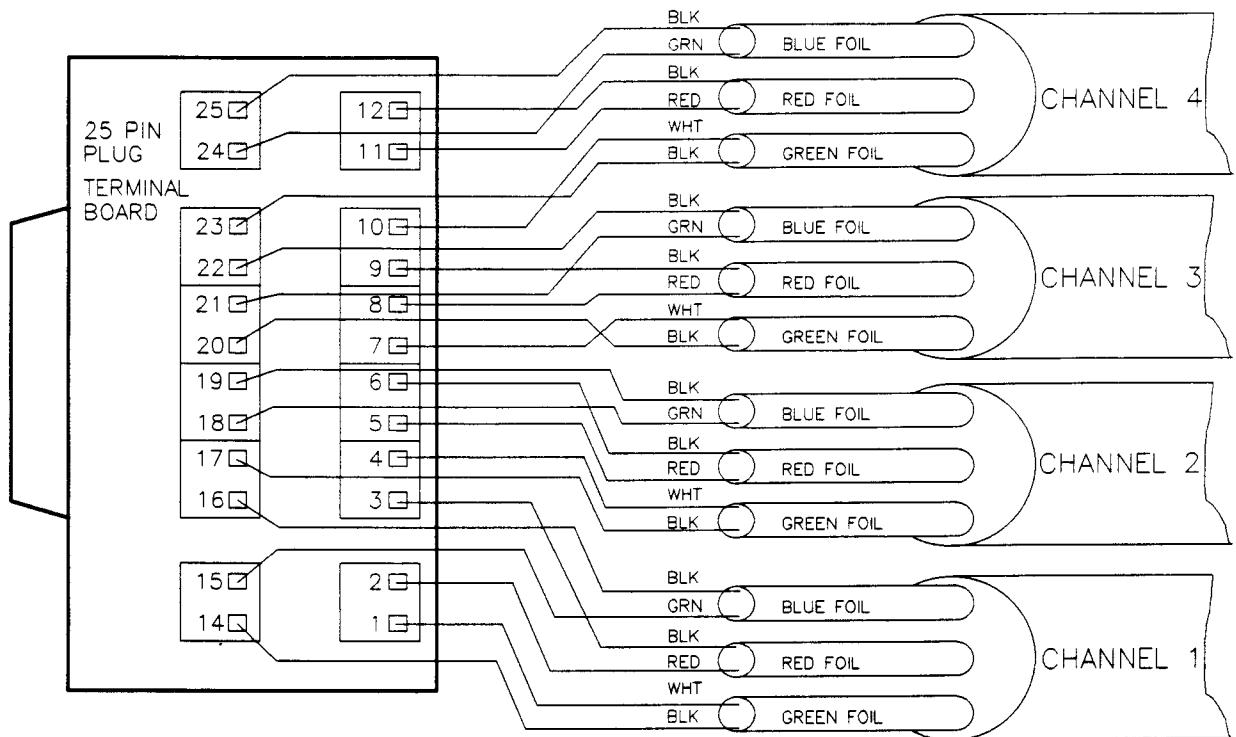 25 PIN
PLUG
TERMINAL
BOARD
25
24
12
11
23
22
21
20
19
18
17
16
10
9
8
7
6
5
4
3
15
14
2
1
BLK
GRN
BLK
RED
WHT
BLK
BLUE FOIL
RED FOIL
GREEN FOIL
CHANNEL 4
BLK
GRN
BLK
RED
WHT
BLK
BLUE FOIL
RED FOIL
GREEN FOIL
CHANNEL 3
BLK
GRN
BLK
RED
WHT
BLK
BLUE FOIL
RED FOIL
GREEN FOIL
CHANNEL 2
BLK
GRN
BLK
RED
WHT
BLK
BLUE FOIL
RED FOIL
GREEN FOIL
CHANNEL 1